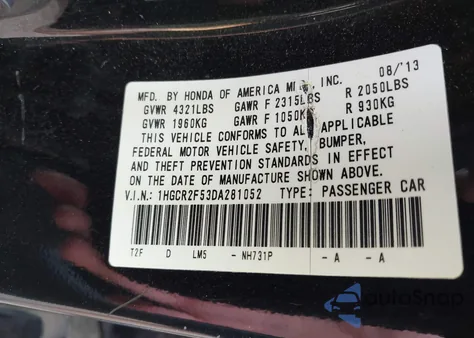 MFD. BY HONDA OF AMERICA MFG., INC. 08/'13
GVWR 4321LBS GAWR F 2315LBS R 2050LBS
GVWR 1960KG GAWR F 1050KG R 930KG
THIS VEHICLE CONFORMS TO ALL APPLICABLE
FEDERAL MOTOR VEHICLE SAFETY, BUMPER,
AND THEFT PREVENTION STANDARDS IN EFFECT
ON THE DATE OF MANUFACTURE SHOWN ABOVE.
V.I.N.: 1HGCR2F53DA281052 TYPE: PASSENGER CAR
T2F D LM5 - NH731P - A - A
autoSnap